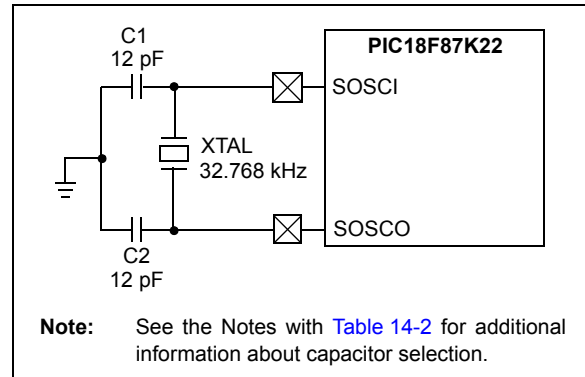 C1
12 pF
PIC18F87K22
SOSCI
XTAL
32.768 kHz
SOSCO
C2
12 pF
Note: See the Notes with Table 14-2 for additional
information about capacitor selection.